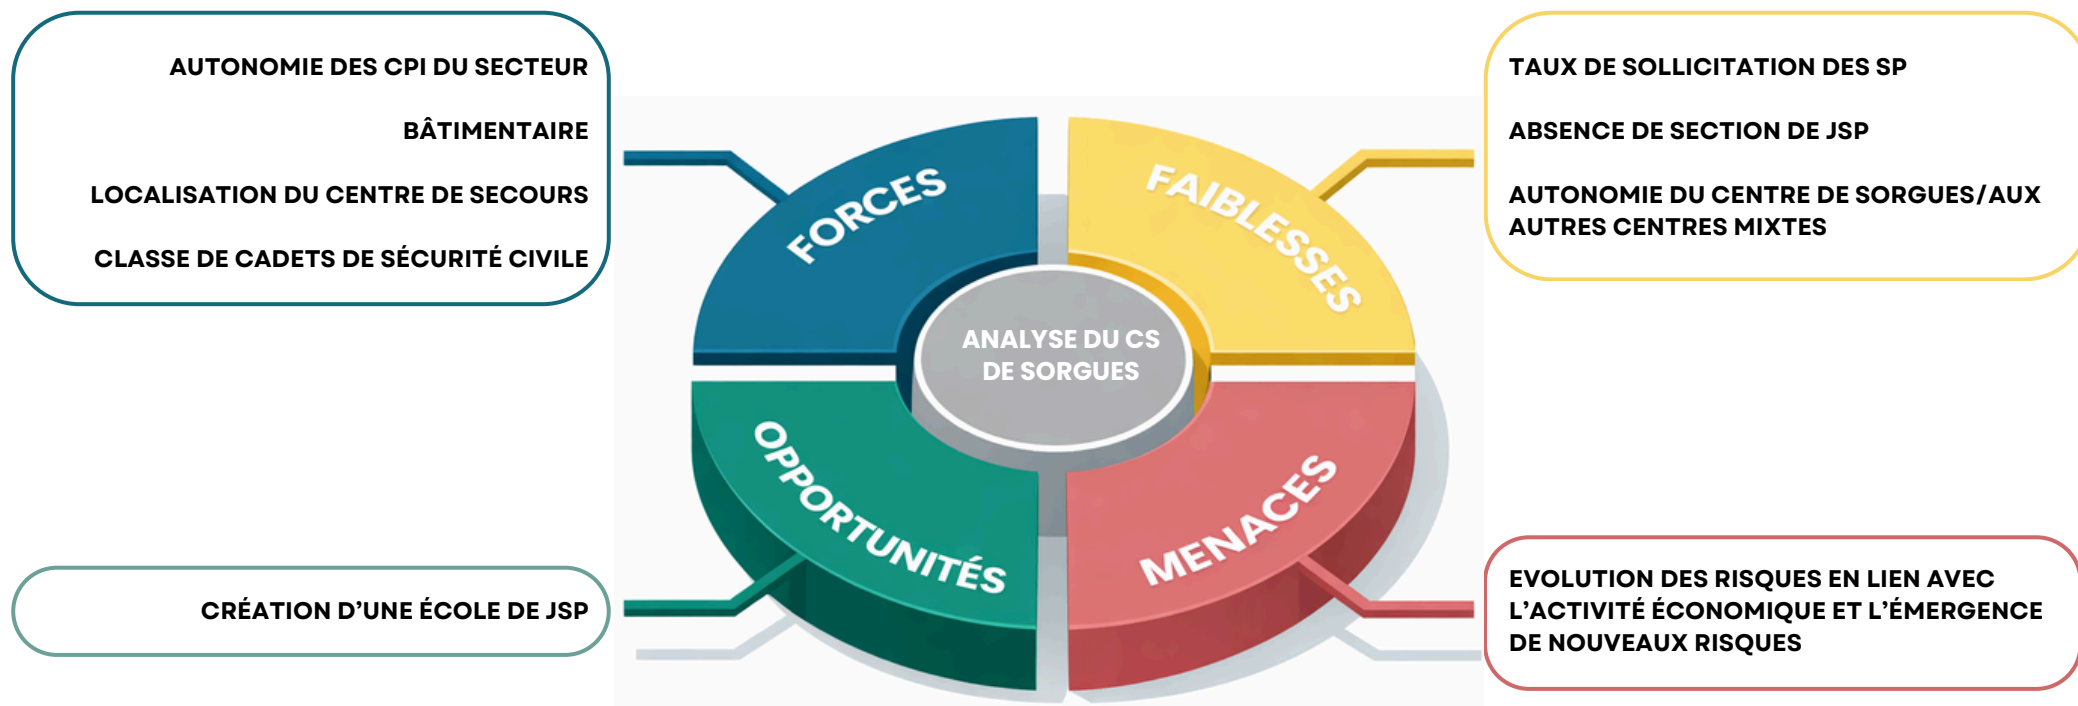 AUTONOMIE DES CPI DU SECTEUR
BÂTIMENTAIRE
LOCALISATION DU CENTRE DE SECOURS
CLASSE DE CADETS DE SÉCURITÉ CIVILE
FORCES
FAIBLESSES
TAUX DE SOLLICITATION DES SP
ABSENCE DE SECTION DE JSP
AUTONOMIE DU CENTRE DE SORGUES/AUX
AUTRES CENTRES MIXTES
ANALYSE DU CS
DE SORGUES
OPPORTUNITÉS
CRÉATION D’UNE ÉCOLE DE JSP
MENACES
EVOLUTION DES RISQUES EN LIEN AVEC
L’ACTIVITÉ ÉCONOMIQUE ET L’ÉMERGENCE
DE NOUVEAUX RISQUES